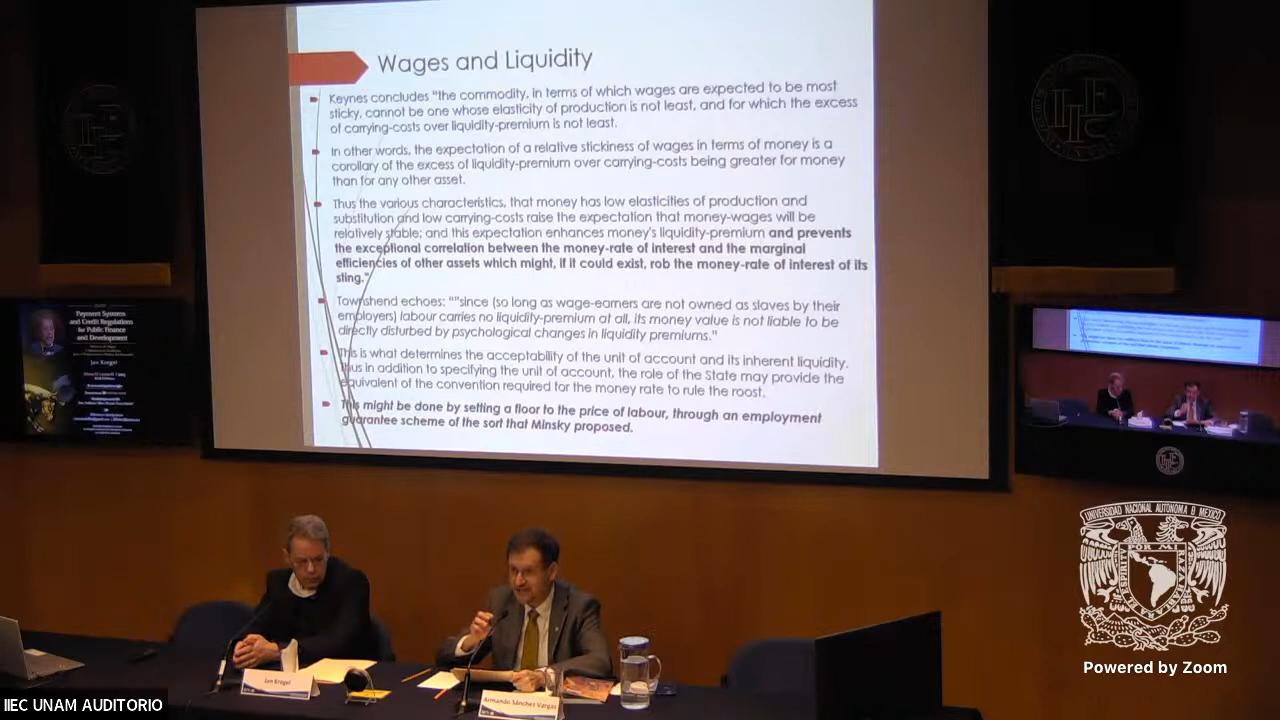 Wages and Liquidity
Keynes concludes "the commodity, in terms of which wages are expected to be most
sticky, cannot be one whose elasticity of production is not least, and for which the excess
of carrying-costs over liquidity-premium is not least.
In other words, the expectation of a relative stickiness of wages in terms of money is a
corollary of the excess of liquidity-premium over carrying-costs being greater for money
than for any other asset.
Thus the various characteristics, that money has low elasticities of production and
substitution and low carrying-costs raise the expectation that money-wages will be
relatively stable; and this expectation enhances money's liquidity-premium and prevents
the exceptional correlation between the money-rate of interest and the marginal
efficiencies of other assets which might, if it could exist, rob the money-rate of interest of its
sting."
Townshend echoes: ""since (so long as wage-earners are not owned as slaves by their
employers) labour carries no liquidity-premium at all, its money value is not liable to be
directly disturbed by psychological changes in liquidity premiums."
This is what determines the acceptability of the unit of account and its inherent liquidity.
Thus in addition to specifying the unit of account, the role of the State may provide the
equivalent of the convention required for the money rate to rule the roost.
This might be done by setting a floor to the price of labour, through an employment
guarantee scheme of the sort that Minsky proposed.
Payment Systems
and Credit Regulations
for Public Finance
and Development
Jan Kregel
Jan Kregel
Armando Sánchez Vargas
UNIVERSIDAD NACIONAL AUTONOMA DE MEXICO
POR MI
Powered by Zoom
IIEC UNAM AUDITORIO